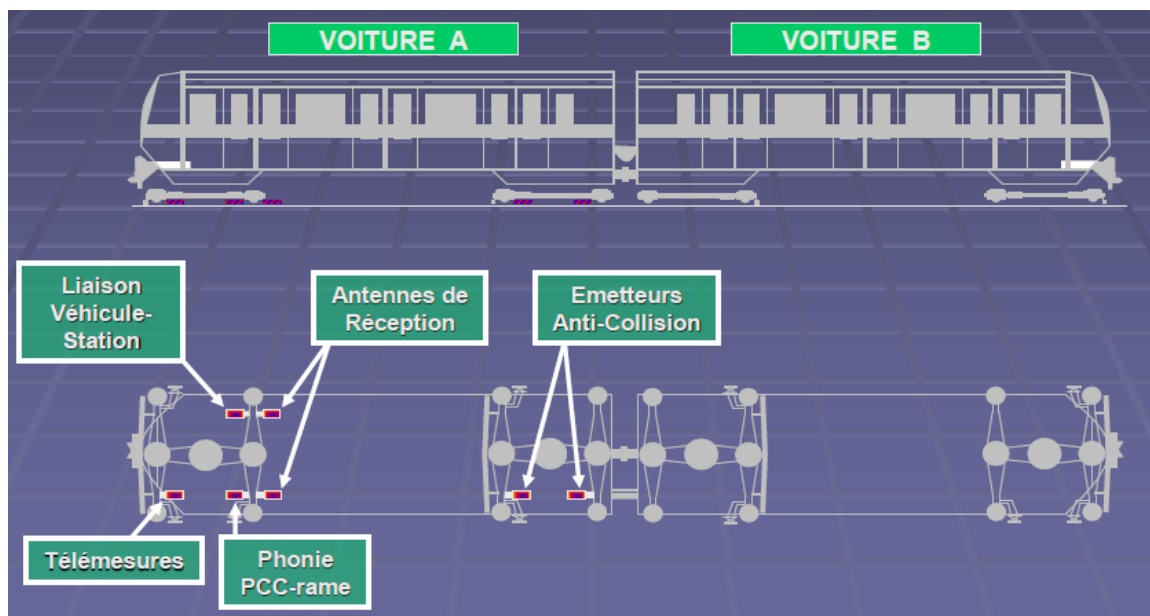 VOITURE A
VOITURE B
Liaison
Véhicule-
Station
Antennes de
Réception
Emetteurs
Anti-Collision
Télémesures
Phonie
PCC-rame